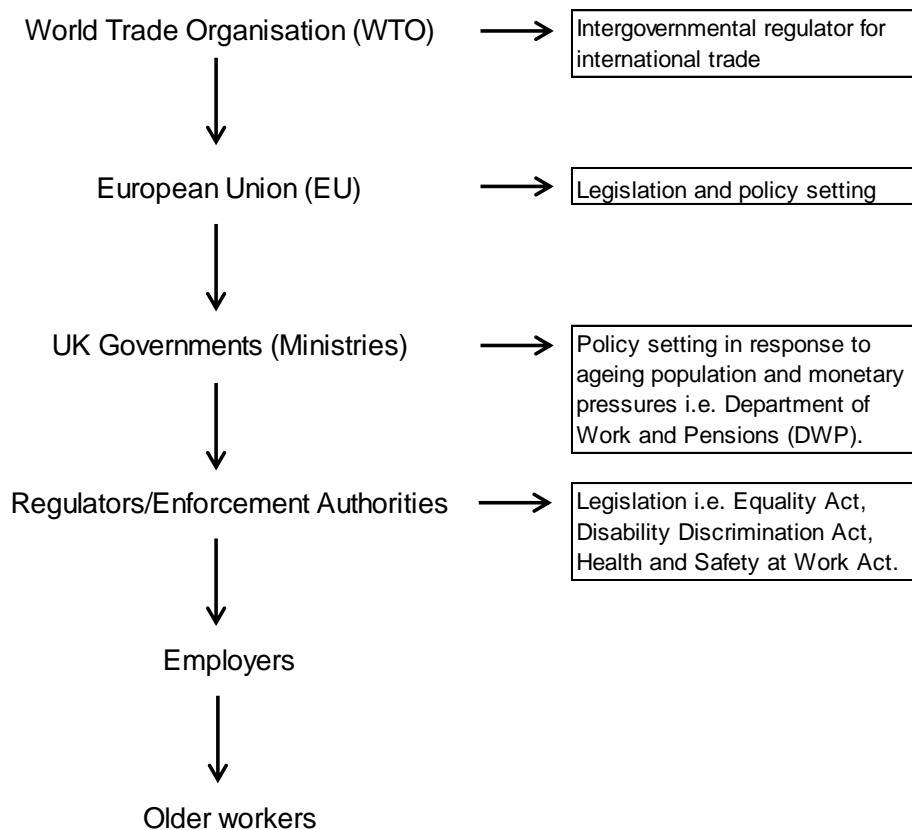 World Trade Organisation (WTO)
Intergovernmental regulator for
international trade
European Union (EU)
Legislation and policy setting
UK Governments (Ministries)
Policy setting in response to
ageing population and monetary
pressures i.e. Department of
Work and Pensions (DWP).
Regulators/Enforcement Authorities
Legislation i.e. Equality Act,
Disability Discrimination Act,
Health and Safety at Work Act.
Employers
Older workers